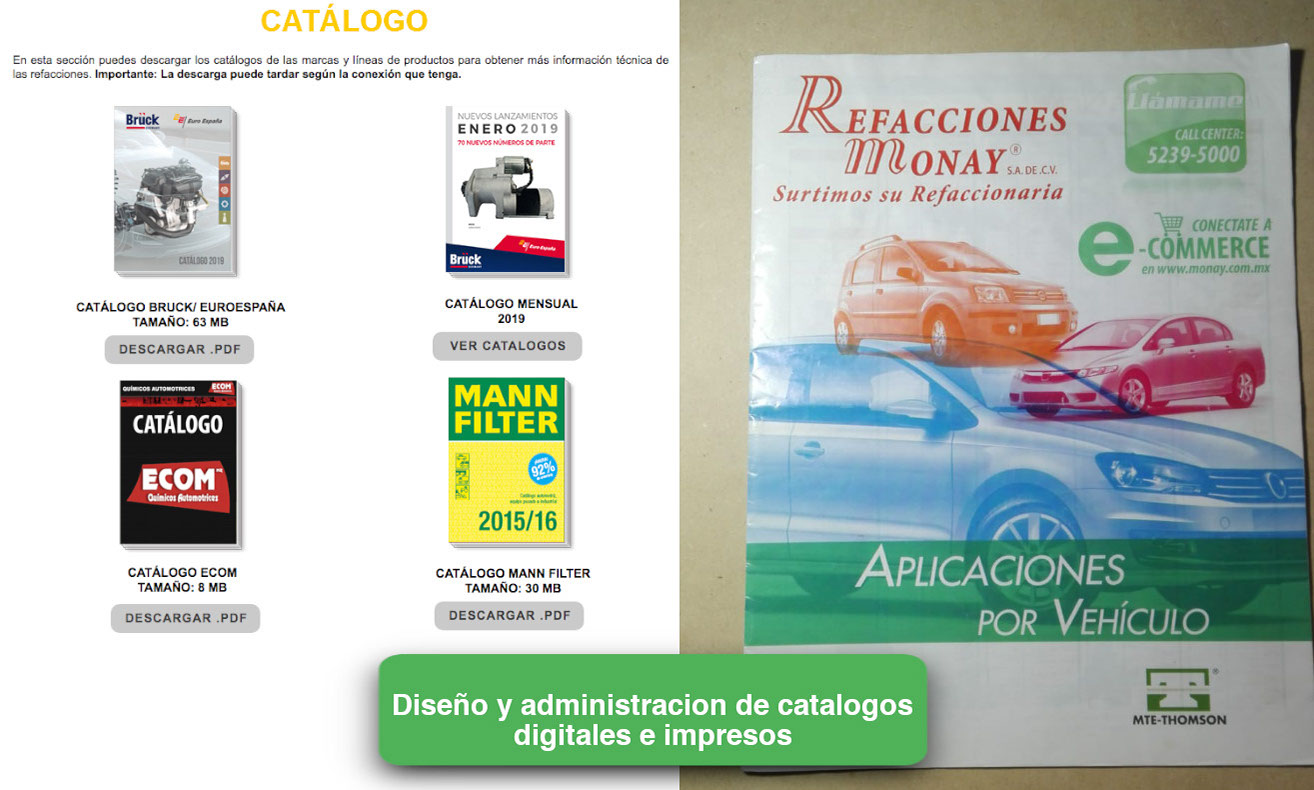 CATÁLOGO
En esta sección puedes descargar los catálogos de las marcas y líneas de productos para obtener más información técnica de
las refacciones. Importante: La descarga puede tardar según la conexión que tenga.
Brück
Euro España
CATÁLOGO 2019
CATÁLOGO BRUCK/ EUROESPAÑA
TAMAÑO: 63 MB
DESCARGAR .PDF
NUEVOS LANZAMIENTOS
ENERO 2019
70 NUEVOS NÚMEROS DE PARTE
Euro España
Brück
CATÁLOGO MENSUAL
2019
VER CATALOGOS
QUÍMICOS AUTOMOTRICES
ECOM
CATÁLOGO
ECOM
Químicos Automotrices
CATÁLOGO ECOM
TAMAÑO: 8 MB
DESCARGAR .PDF
MANN
FILTER
92%
2015/16
CATÁLOGO MANN FILTER
TAMAÑO: 30 MB
DESCARGAR .PDF
REFACCIONES
MONAY® S.A. DE .C.V.
Surtimos su Refaccionaria
Llámame
CALL CENTER:
5239-5000
CONECTATE A
e-COMMERCE
en www.monay.com.mx
APLICACIONES
POR VEHÍCULO
MTE-THOMSON
Diseño y administracion de catalogos
digitales e impresos